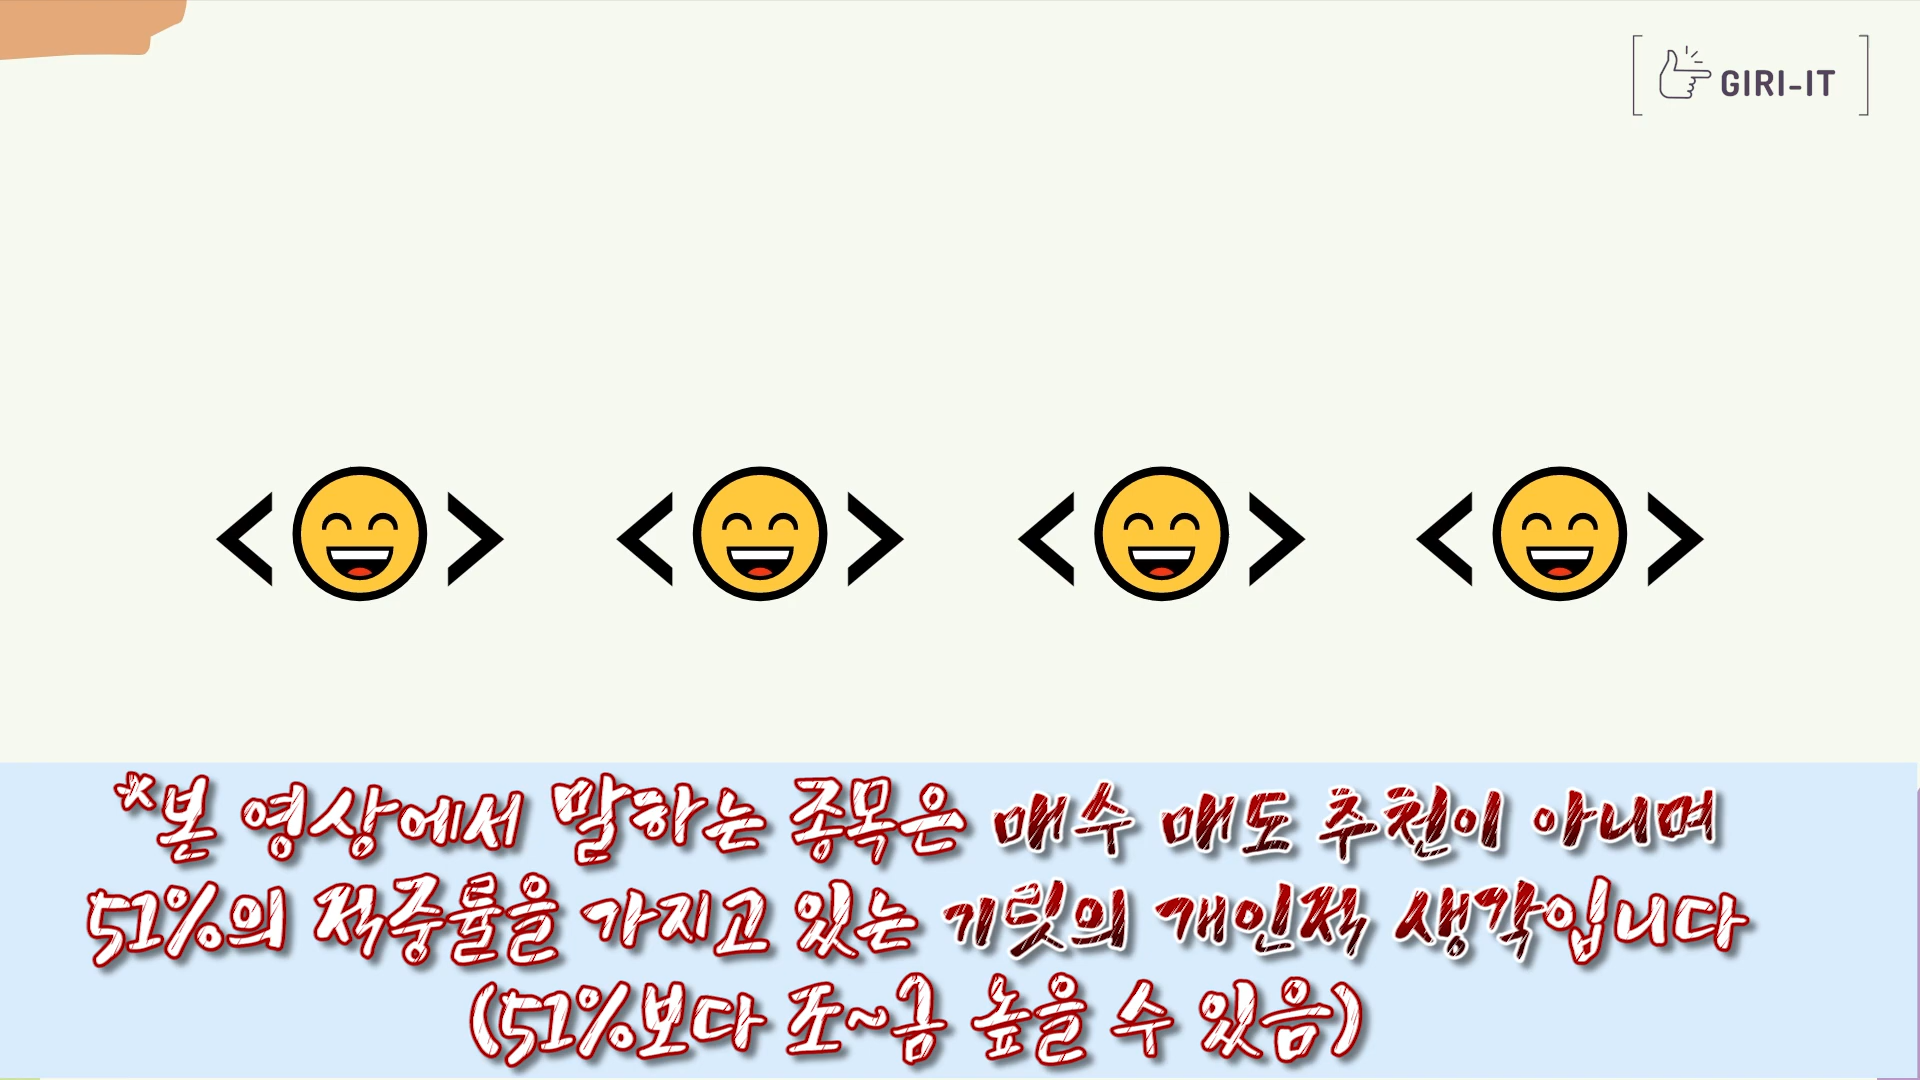 GIRI-IT
< > < > < > < >
*본 영상에서 말하는 종목은 매수 매도 추천이 아니며
51%의 적중률을 가지고 있는 기릿의 개인적 생각입니다
(51%보다 조~금 높을 수 있음)